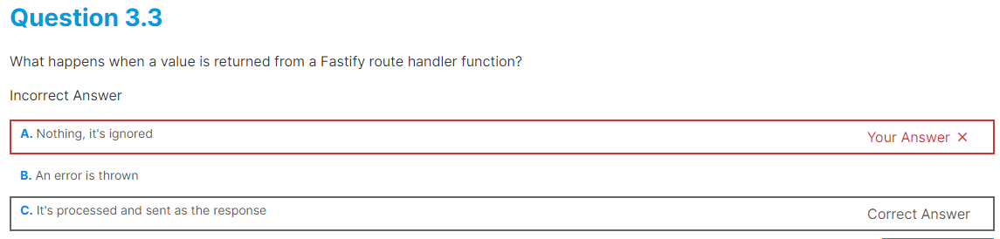 Question 3.3
What happens when a value is returned from a Fastify route handler function?
Incorrect Answer
A. Nothing, it's ignored
Your Answer ×
B. An error is thrown
C. It's processed and sent as the response
Correct Answer